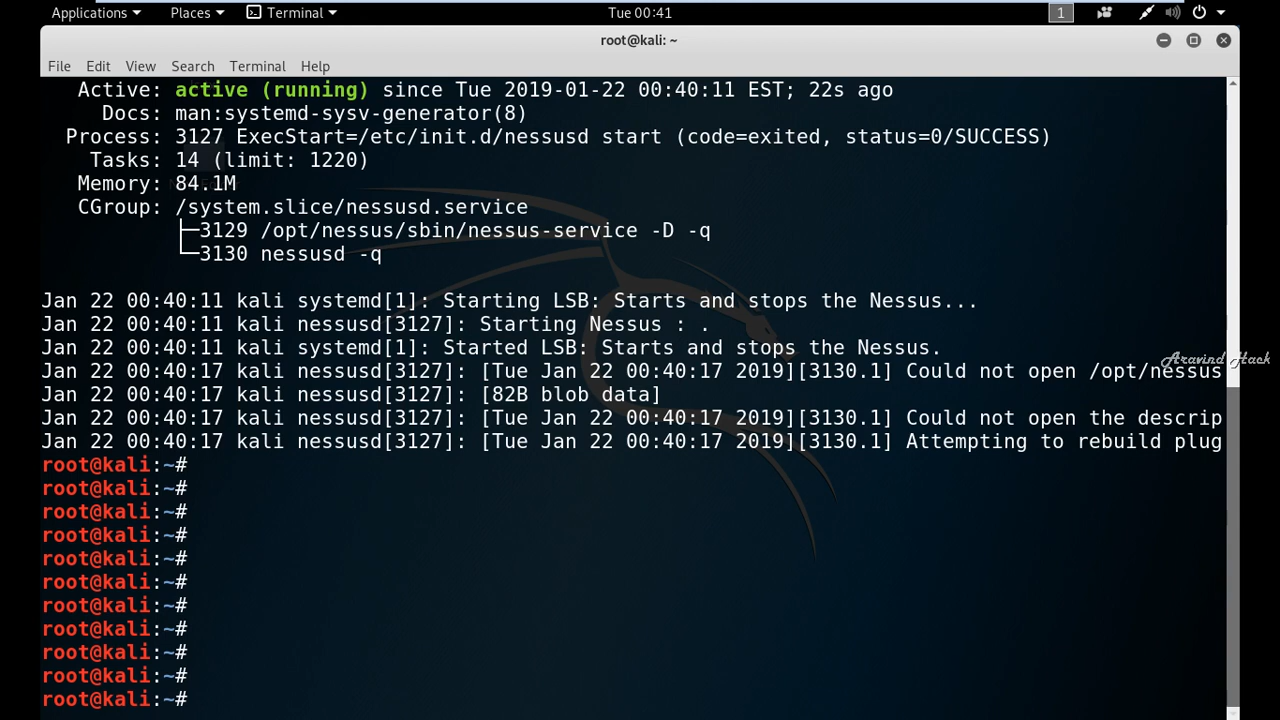 Applications Places Terminal Tue 00:41 1
root@kali: ~
File Edit View Search Terminal Help
Active: active (running) since Tue 2019-01-22 00:40:11 EST; 22s ago
Docs: man:systemd-sysv-generator(8)
Process: 3127 ExecStart=/etc/init.d/nessusd start (code=exited, status=0/SUCCESS)
Tasks: 14 (limit: 1220)
Memory: 84.1M
CGroup: /system.slice/nessusd.service
├─3129 /opt/nessus/sbin/nessus-service -D -q
└─3130 nessusd -q
Jan 22 00:40:11 kali systemd[1]: Starting LSB: Starts and stops the Nessus...
Jan 22 00:40:11 kali nessusd[3127]: Starting Nessus : .
Jan 22 00:40:11 kali systemd[1]: Started LSB: Starts and stops the Nessus.
Aravind Hack
Jan 22 00:40:17 kali nessusd[3127]: [Tue Jan 22 00:40:17 2019][3130.1] Could not open /opt/nessus
Jan 22 00:40:17 kali nessusd[3127]: [82B blob data]
Jan 22 00:40:17 kali nessusd[3127]: [Tue Jan 22 00:40:17 2019][3130.1] Could not open the descrip
Jan 22 00:40:17 kali nessusd[3127]: [Tue Jan 22 00:40:17 2019][3130.1] Attempting to rebuild plug
root@kali:~#
root@kali:~#
root@kali:~#
root@kali:~#
root@kali:~#
root@kali:~#
root@kali:~#
root@kali:~#
root@kali:~#
root@kali:~#
root@kali:~#